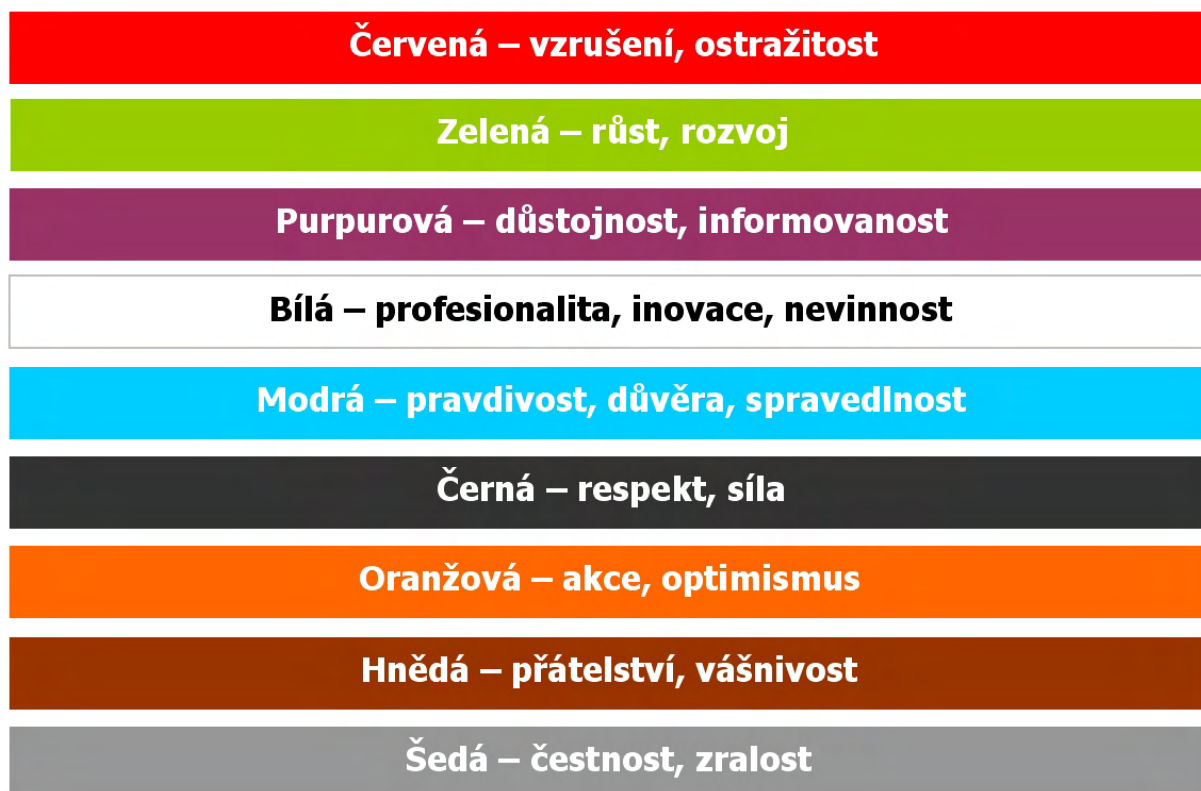 Červená – vzrušení, ostražitost
Zelená – růst, rozvoj
Purpurová – důstojnost, informovanost
Bílá – profesionalita, inovace, nevinnost
Modrá – pravdivost, důvěra, spravedlnost
Černá – respekt, síla
Oranžová – akce, optimismus
Hnědá – přátelství, vášnivost
Šedá – čestnost, zralost